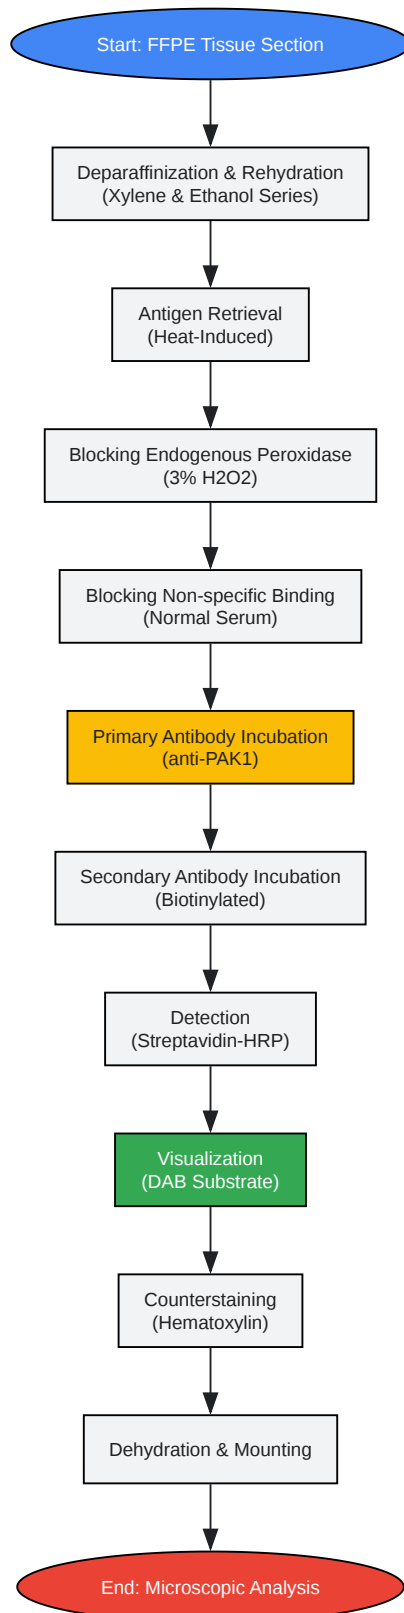 Start: FFPE Tissue Section
Deparaffinization & Rehydration
(Xylene & Ethanol Series)
Antigen Retrieval
(Heat-Induced)
Blocking Endogenous Peroxidase
(3% H2O2)
Blocking Non-specific Binding
(Normal Serum)
Primary Antibody Incubation
(anti-PAK1)
Secondary Antibody Incubation
(Biotinylated)
Detection
(Streptavidin-HRP)
Visualization
(DAB Substrate)
Counterstaining
(Hematoxylin)
Dehydration & Mounting
End: Microscopic Analysis